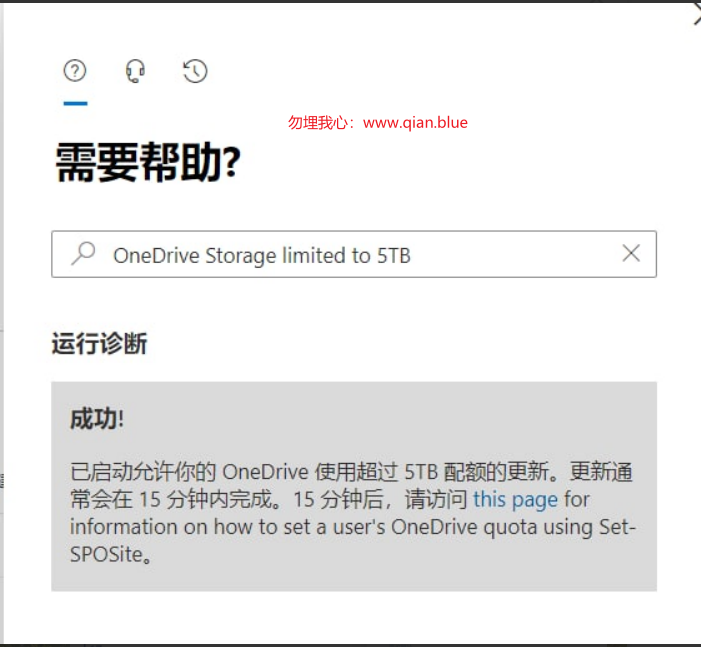 勿埋我心：www.qian.blue
需要帮助?
OneDrive Storage limited to 5TB
运行诊断
成功!
已启动允许你的 OneDrive 使用超过 5TB 配额的更新。更新通
常会在 15 分钟内完成。15 分钟后，请访问 this page for
information on how to set a user's OneDrive quota using Set-
SPOSite。